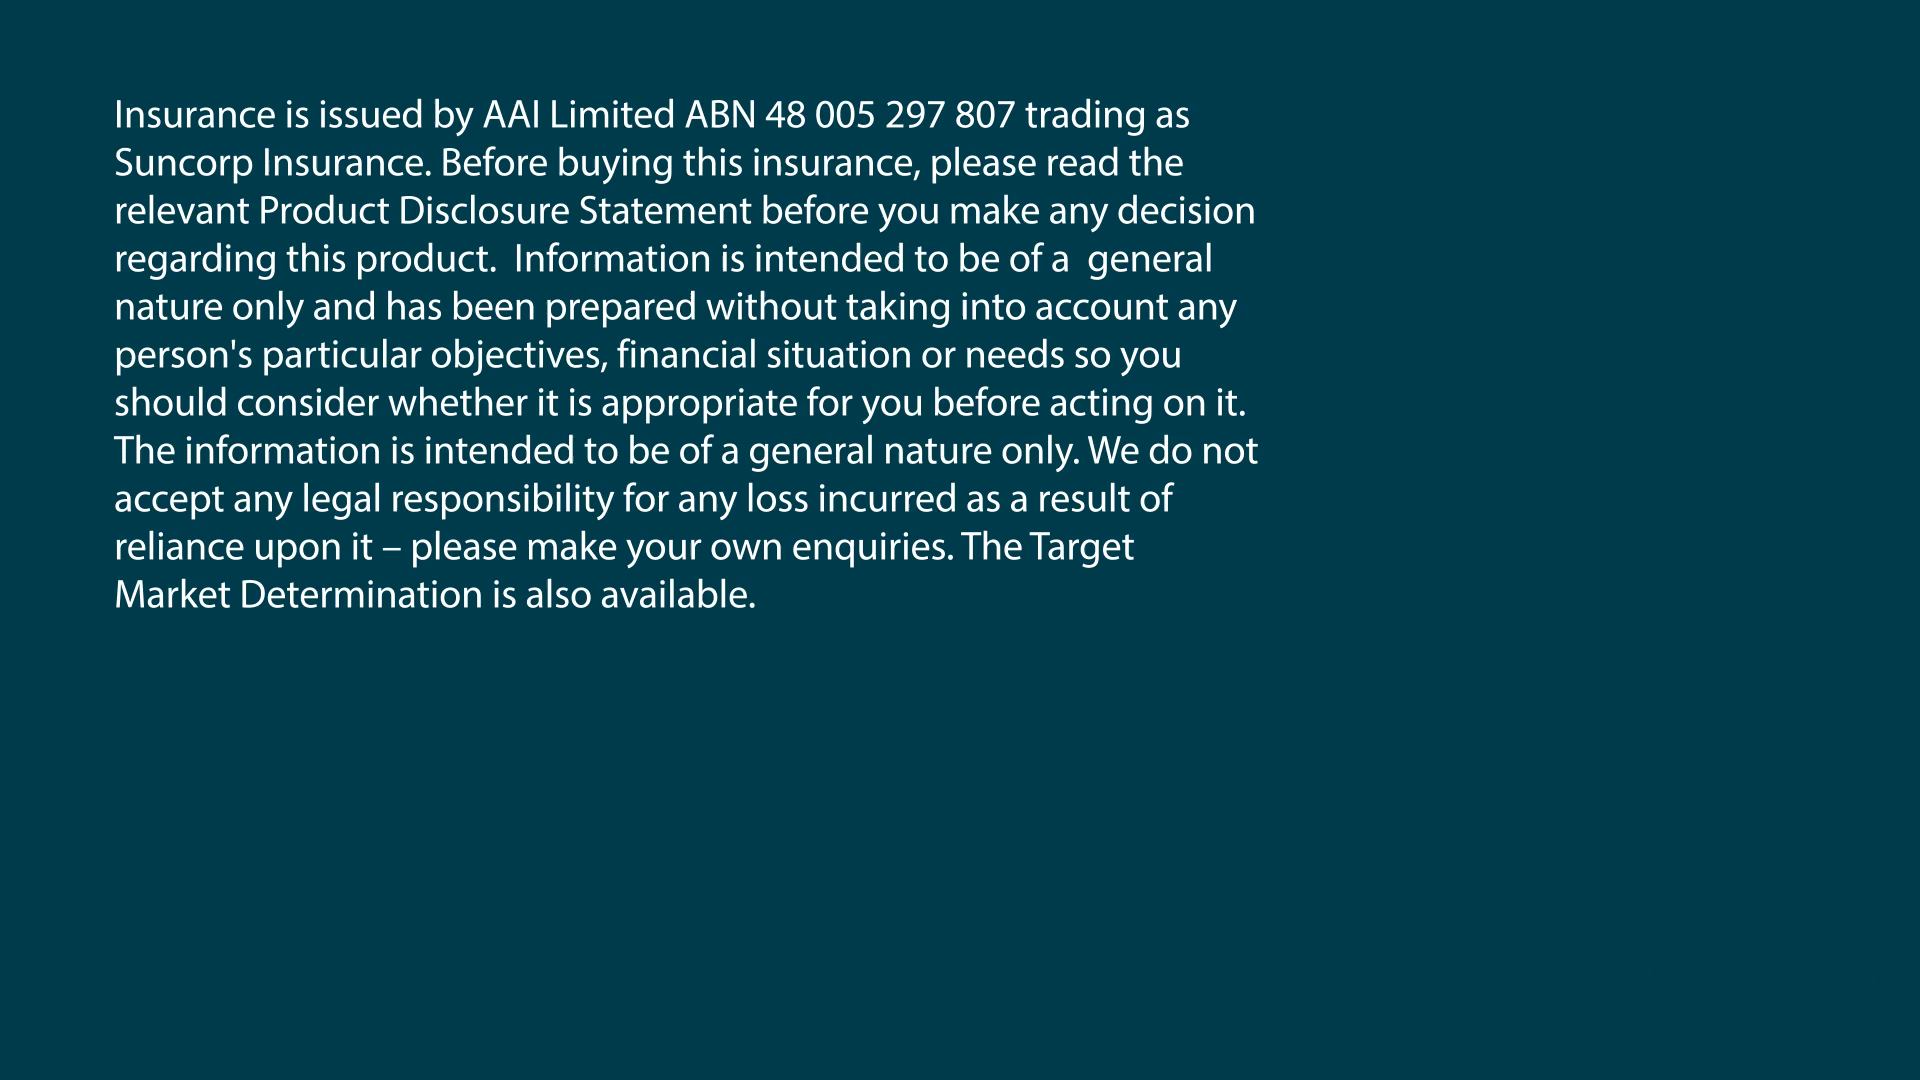 Insurance is issued by AAI Limited ABN 48 005 297 807 trading as
Suncorp Insurance. Before buying this insurance, please read the
relevant Product Disclosure Statement before you make any decision
regarding this product.  Information is intended to be of a  general
nature only and has been prepared without taking into account any
person's particular objectives, financial situation or needs so you
should consider whether it is appropriate for you before acting on it.
The information is intended to be of a general nature only. We do not
accept any legal responsibility for any loss incurred as a result of
reliance upon it – please make your own enquiries. The Target
Market Determination is also available.